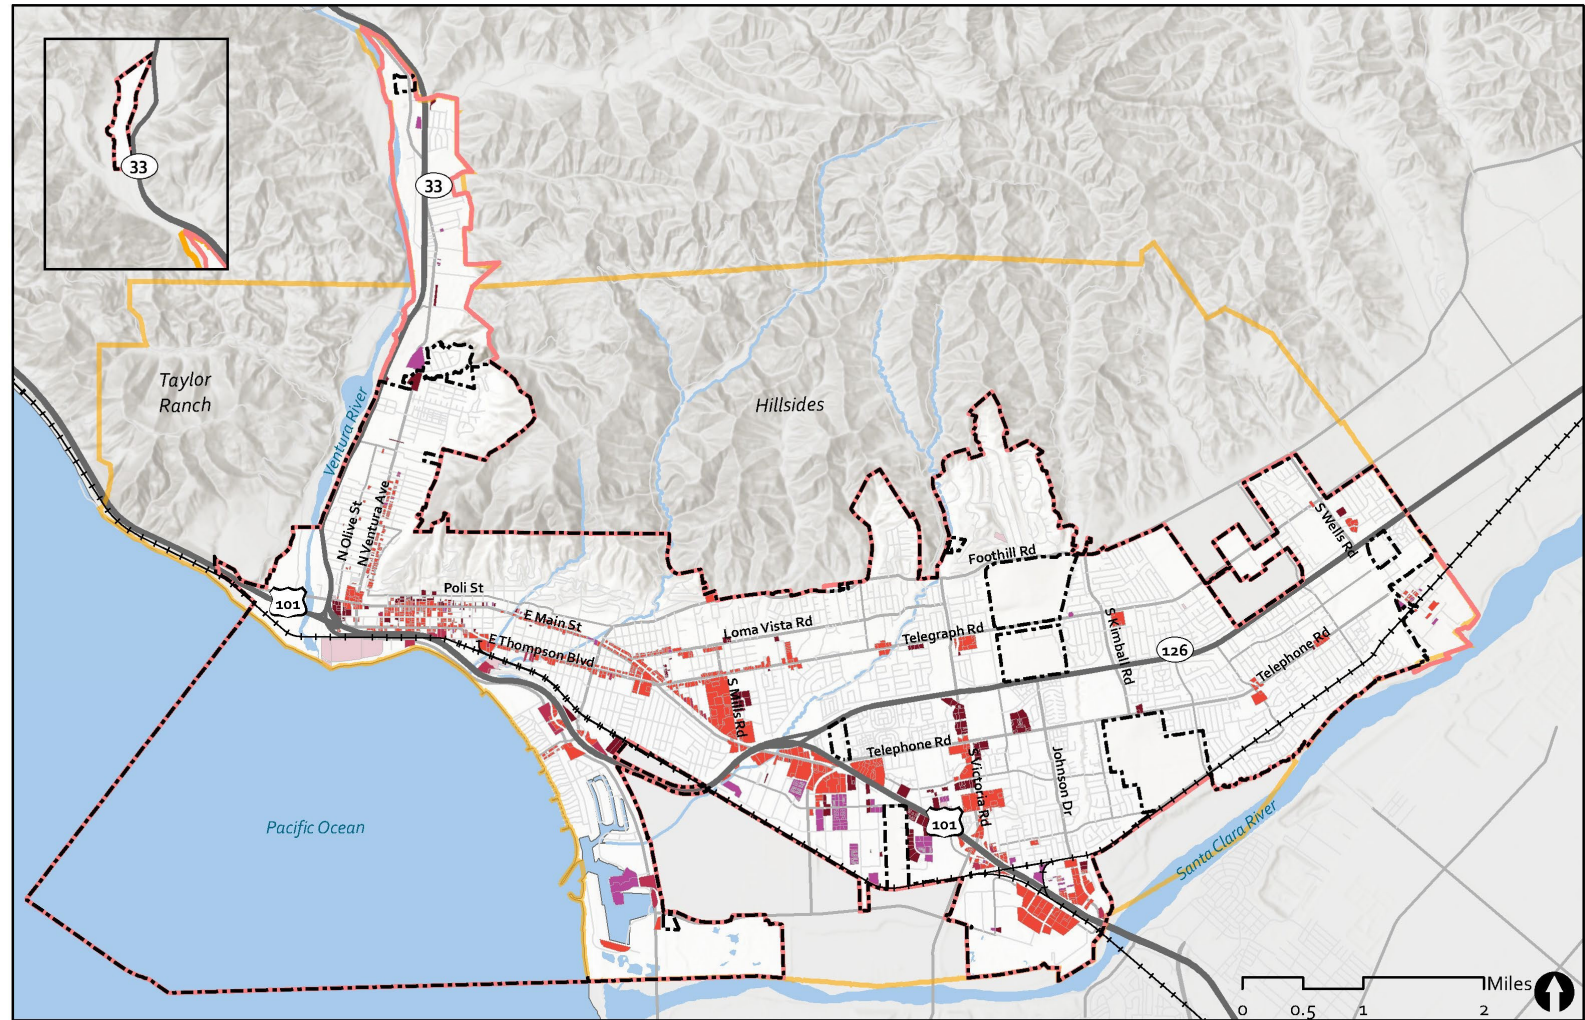 33
33
Taylor
Ranch
Hillsides
Ventura River
N Olive St
N Ventura Ave
S Wells Rd
Foothill Rd
101
Poli St
E Main St
Loma Vista Rd
Telegraph Rd
S Kimball Rd
126
E Thompson Blvd
Telephone Rd
S Mills Rd
Telephone Rd
S Victoria Rd
Johnson Dr
101
Pacific Ocean
Santa Clara River
Miles
0 0.5 1 2